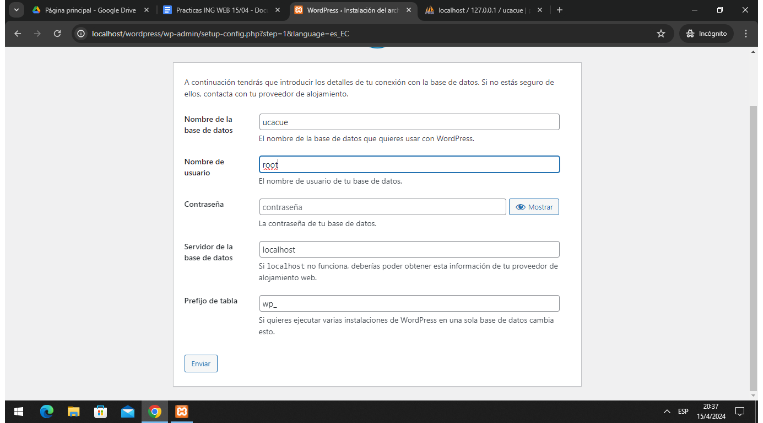 Página principal - Google Drive
Practicas ING WEB 15/04 - Doc
WordPress › Instalación del arch
localhost / 127.0.0.1 / ucacue |
localhost/wordpress/wp-admin/setup-config.php?step=1&language=es_EC
Incógnito
A continuación tendrás que introducir los detalles de tu conexión con la base de datos. Si no estás seguro de
ellos, contacta con tu proveedor de alojamiento.
Nombre de la
base de datos
ucacue
El nombre de la base de datos que quieres usar con WordPress.
Nombre de
usuario
root
El nombre de usuario de tu base de datos.
Contraseña
contraseña
Mostrar
La contraseña de tu base de datos.
Servidor de la
base de datos
localhost
Si localhost no funciona, deberías poder obtener esta información de tu proveedor de
alojamiento web.
Prefijo de tabla
wp_
Si quieres ejecutar varias instalaciones de WordPress en una sola base de datos cambia
esto.
Enviar
ESP
20:37
15/4/2024